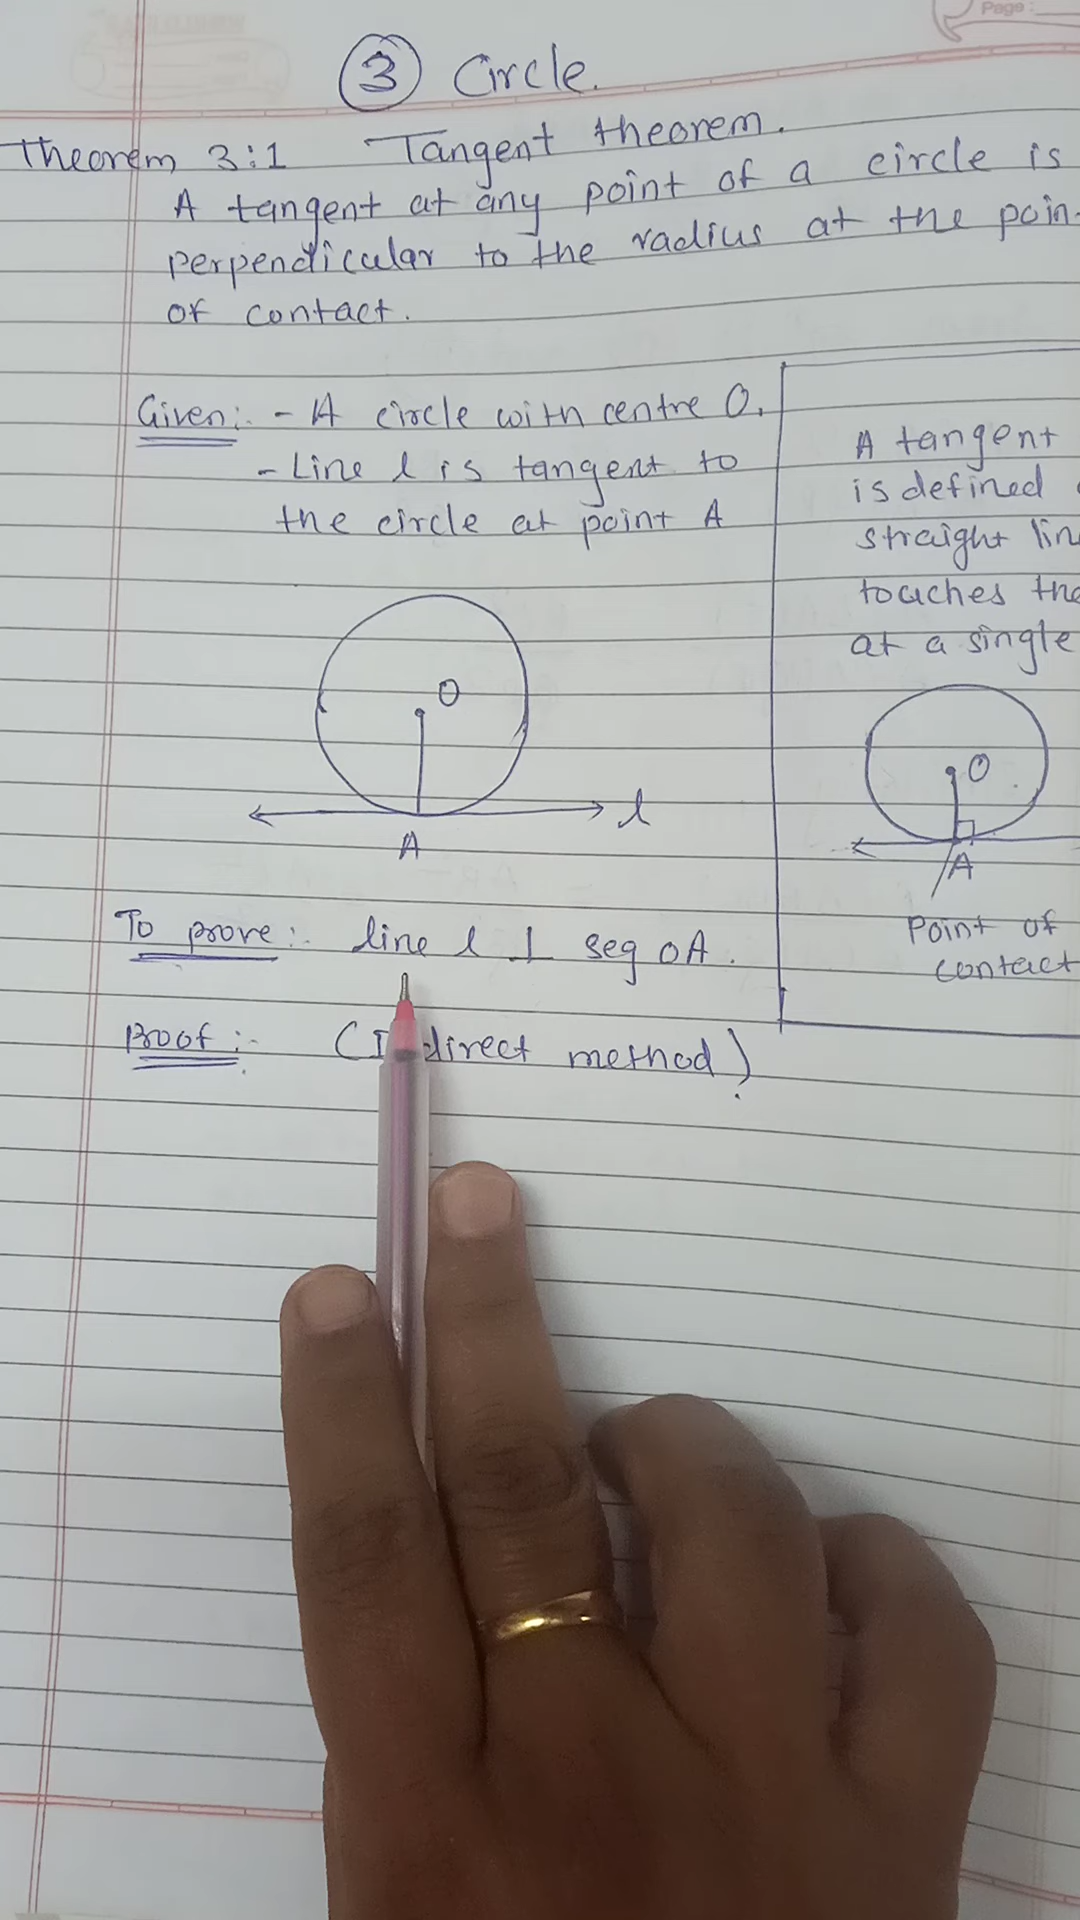 Page :
③ Circle.
Theorem 3:1 Tangent theorem.
A tangent at any point of a circle is
perpendicular to the radius at the poin
of contact.
Given:- - A circle with centre O.
- Line l is tangent to
the circle at point A
O
l
A
To prove:- line l ⊥ seg OA.
Proof:- (Indirect method)
A tangent
is defined
straight lin
touches the
at a single
O
A
Point of
contact